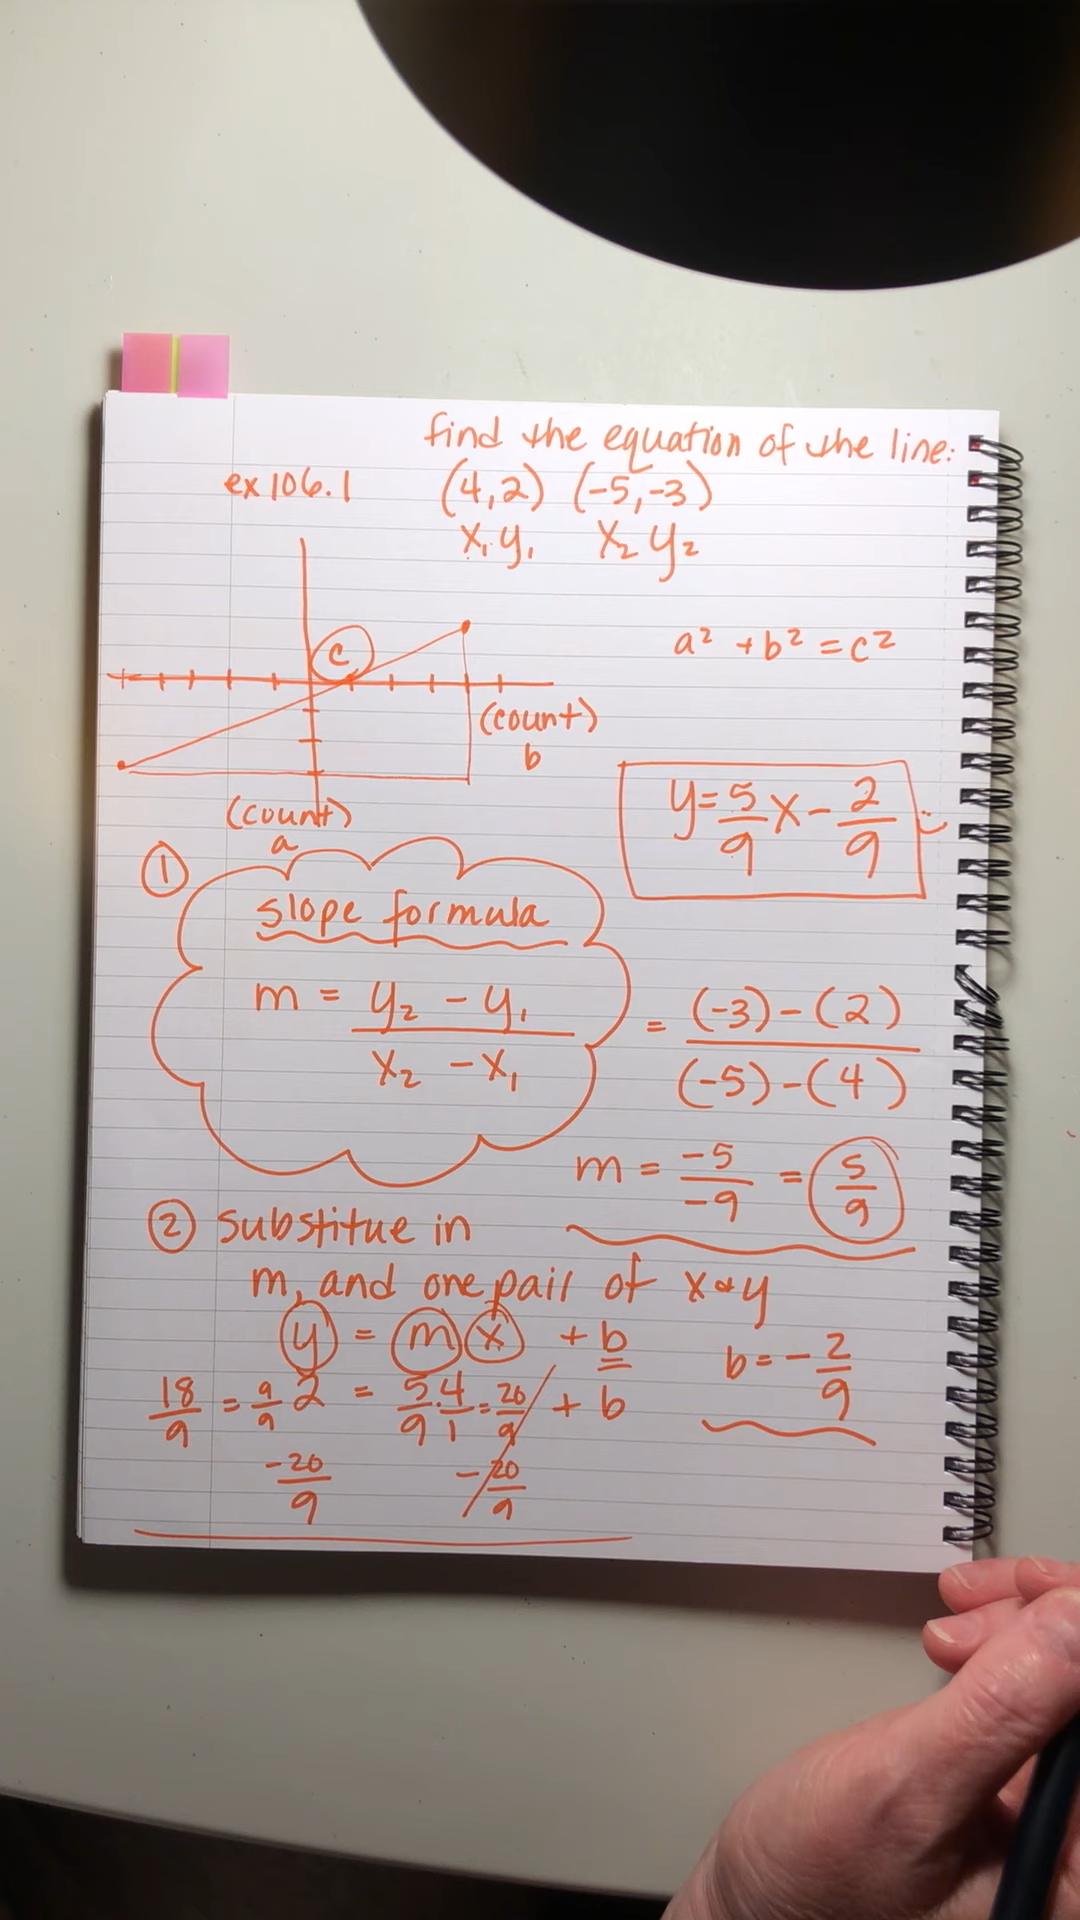 find the equation of the line:
ex 106.1 (4,2) (-5,-3)
x₁ y₁ x₂ y₂
c
a² + b² = c²
(count)
b
(count)
a
y = 5/9 x - 2/9
①
slope formula
m = y₂ - y₁ / x₂ - x₁ = (-3) - (2) / (-5) - (4)
m = -5/-9 = 5/9
② substitue in
m, and one pair of x & y
y = m x + b
18/9 = 9/9 2 = 5/9 · 4/1 = 20/9 + b
-20/9 -20/9
b = -2/9